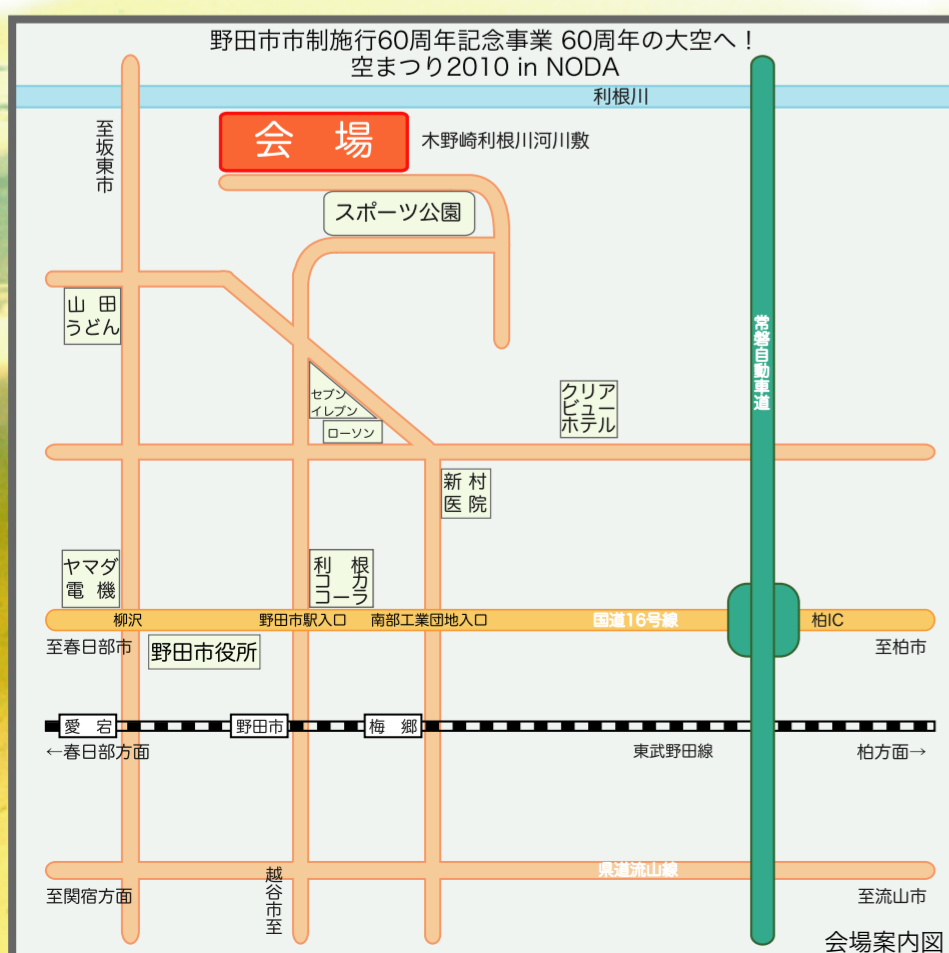 野田市市制施行60周年記念事業 60周年の大空へ！
空まつり2010 in NODA
利根川
会 場
木野崎利根川河川敷
至坂東市
スポーツ公園
山 田
うどん
常磐自動車道
セブン
イレブン
ローソン
クリア
ビュー
ホテル
新 村
医 院
ヤマダ
電 機
利 根
コ カ
コーラ
柳沢
野田市駅入口
南部工業団地入口
国道16号線
柏IC
至春日部市
野田市役所
至柏市
愛 宕
野田市
梅 郷
←春日部方面
東武野田線
柏方面→
県道流山線
至関宿方面
越谷市至
至流山市
会場案内図